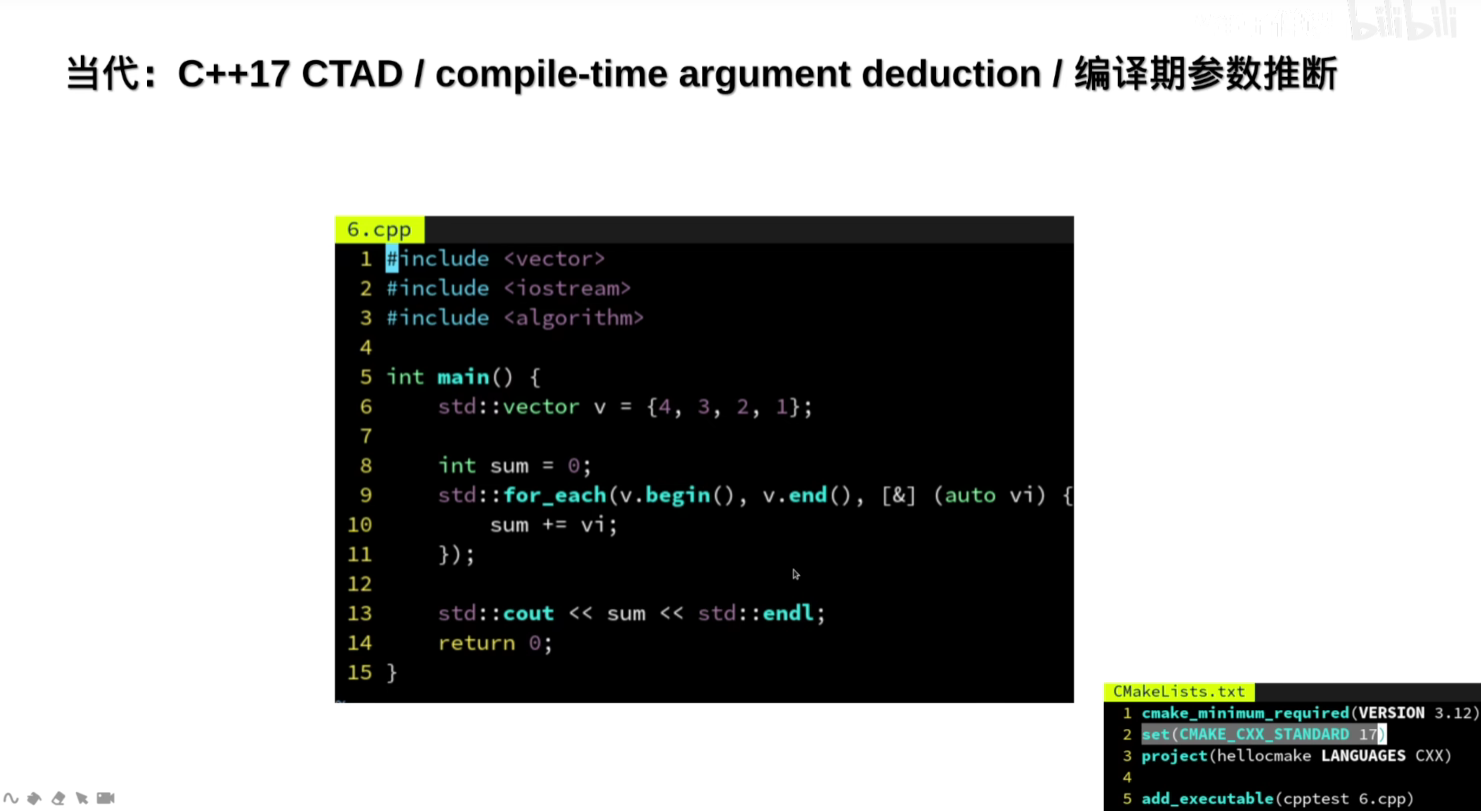 bilibili
当代：C++17 CTAD / compile-time argument deduction / 编译期参数推断
6.cpp
1 #include <vector>
2 #include <iostream>
3 #include <algorithm>
4
5 int main() {
6     std::vector v = {4, 3, 2, 1};
7
8     int sum = 0;
9     std::for_each(v.begin(), v.end(), [&] (auto vi) {
10         sum += vi;
11     });
12
13     std::cout << sum << std::endl;
14     return 0;
15 }
CMakeLists.txt
1 cmake_minimum_required(VERSION 3.12)
2 set(CMAKE_CXX_STANDARD 17)
3 project(hellocmake LANGUAGES CXX)
4
5 add_executable(cpptest 6.cpp)